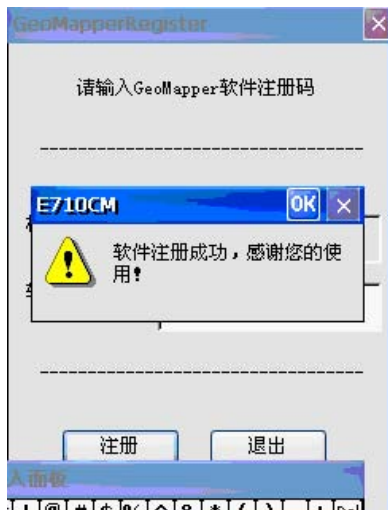 GeoMapperRegister
请输入GeoMapper软件注册码
E710CM
OK
软件注册成功，感谢您的使
用！
注册
退出
入面板
! @ # $ % ^ & * ( ) _ + Del